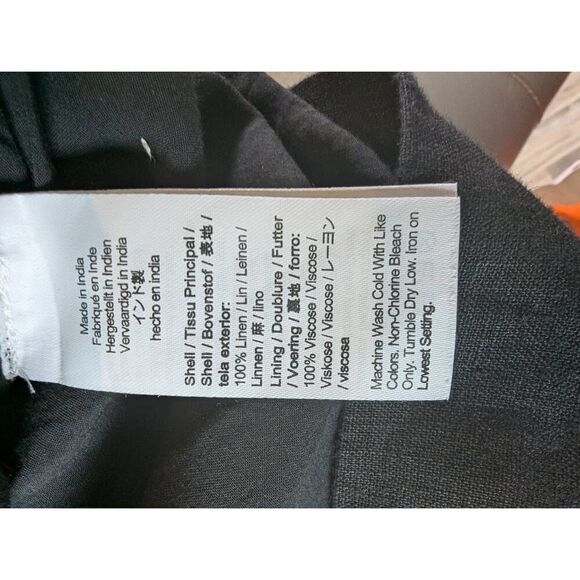 Made in India
Fabriqué en Inde
Hergestellt in Indien
Vervaardigd in India
インド製
hecho en india
Shell / Tissu Principal /
Shell / Bovenstof / 表地 /
tela exterior:
100% Linen / Lin / Leinen /
Linnen / 麻 / lino
Lining / Doublure / Futter
/ Voering / 裏地 / forro:
100% Viscose / Viscose /
Viskose / Viscose / レーヨン
/ viscosa
Machine Wash Cold With Like
Colors. Non-Chlorine Bleach
Only. Tumble Dry Low. Iron on
Lowest Setting.